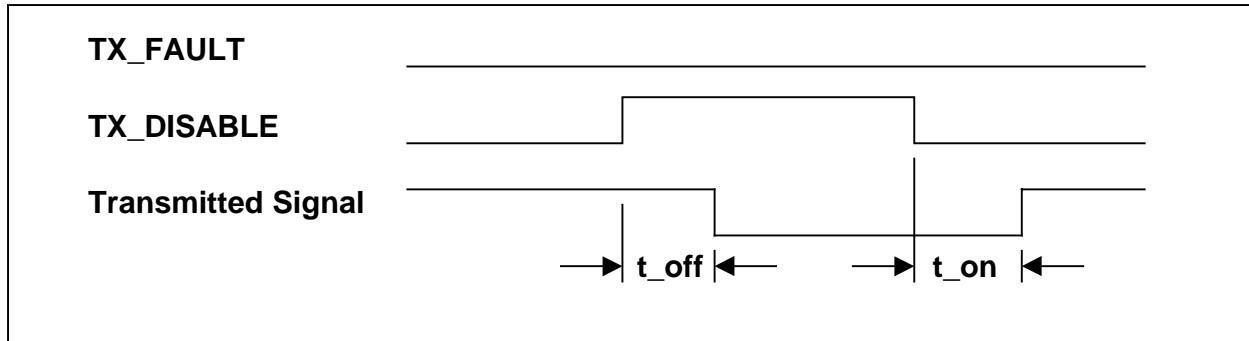 TX_FAULT
TX_DISABLE
Transmitted Signal
t_off
t_on